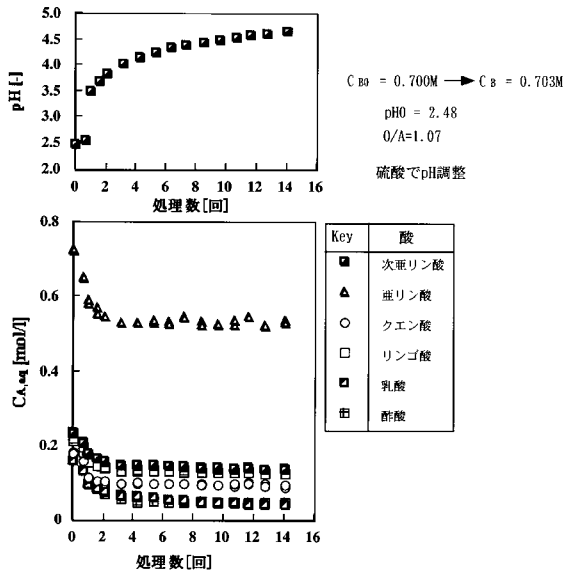 5.0
4.5
4.0
3.5
3.0
2.5
2.0
pH [-]
0 2 4 6 8 10 12 14 16
処理数[回]
C B0 = 0.700M → C B = 0.703M
pH0 = 2.48
O/A=1.07
硫酸でpH調整
0.8
0.6
0.4
0.2
0
CA,aq [mol/l]
0 2 4 6 8 10 12 14 16
処理数[回]
Key 酸
次亜リン酸
亜リン酸
クエン酸
リンゴ酸
乳酸
酢酸